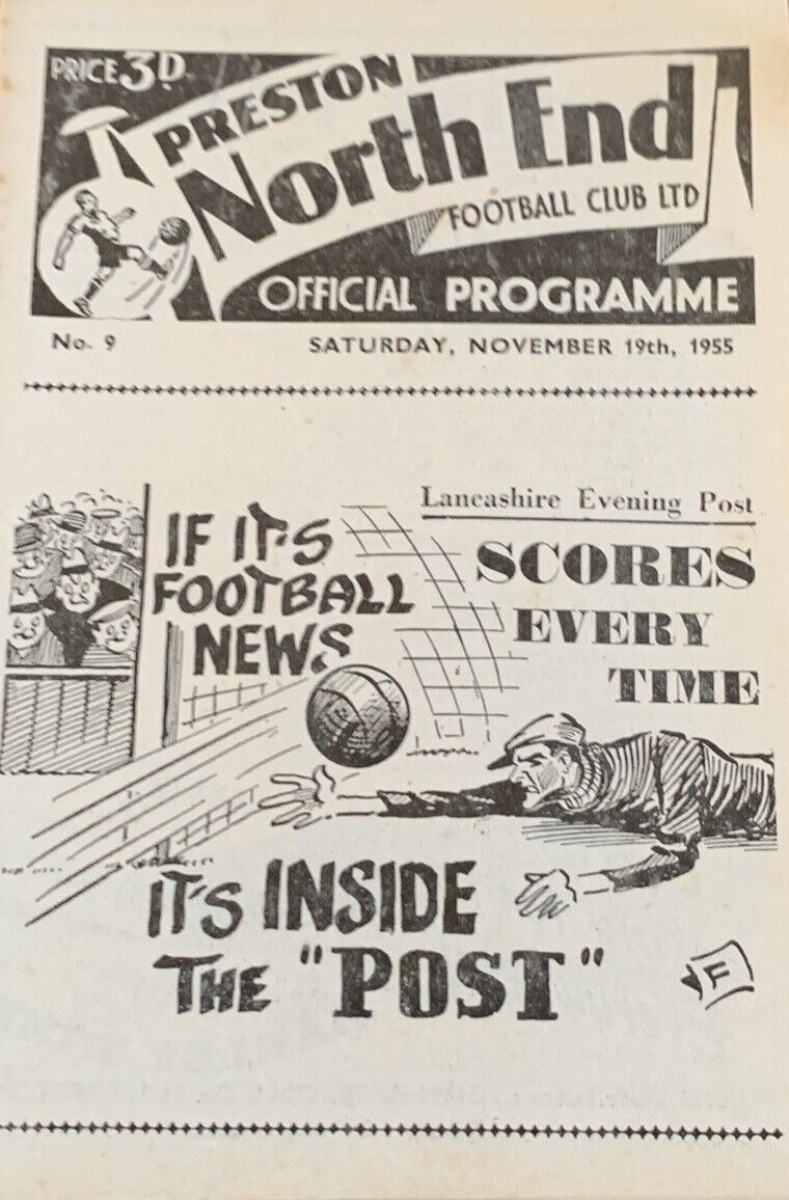 PRICE 3D
PRESTON
North End
FOOTBALL CLUB LTD
OFFICIAL PROGRAMME
No. 9 SATURDAY, NOVEMBER 19th, 1955
Lancashire Evening Post
SCORES
EVERY
TIME
IF IT'S
FOOTBALL
NEWS
IT'S INSIDE
THE "POST"
F